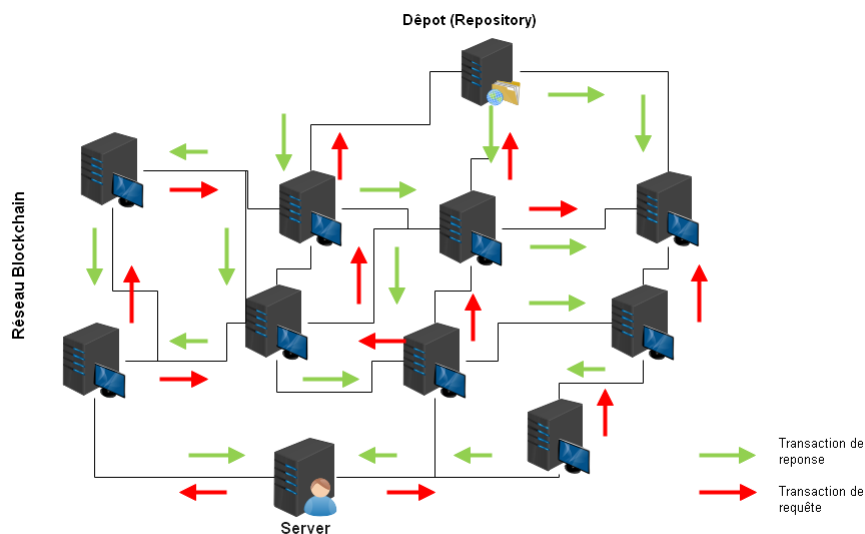 Dêpot (Repository)
Réseau Blockchain
Transaction de
reponse
Transaction de
requête
Server